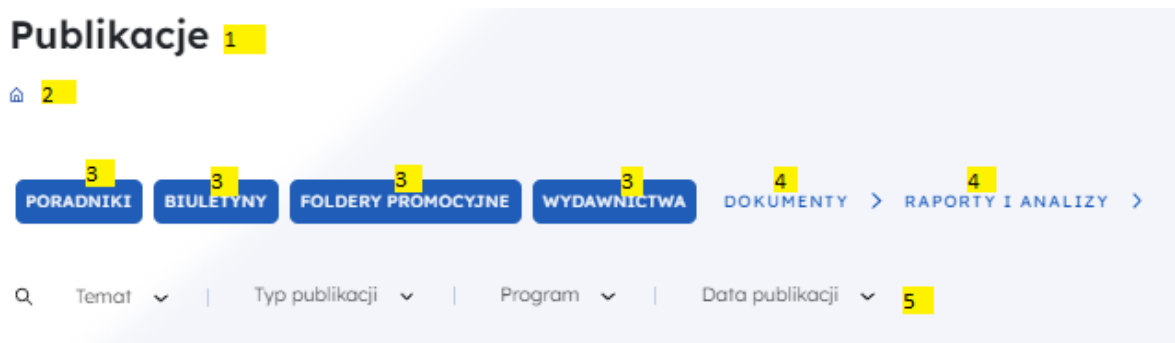 Publikacje 1
2
3 3 3 3 4 4
PORADNIKI BIULETYNY FOLDERY PROMOCYJNE WYDAWNICTWA DOKUMENTY > RAPORTY I ANALIZY >
Temat Typ publikacji Program Data publikacji 5